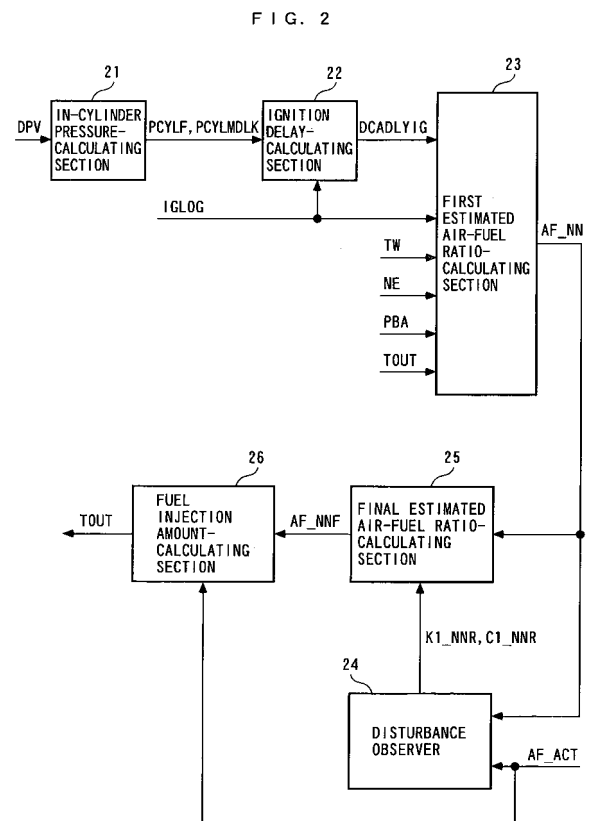 FIG. 2
21
22
23
IN-CYLINDER
PRESSURE-
CALCULATING
SECTION
IGNITION
DELAY-
CALCULATING
SECTION
DPV
PCYLF, PCYLMDLK
DCADLYIG
IGLOG
FIRST
ESTIMATED
AIR-FUEL
RATIO-
CALCULATING
SECTION
AF_NN
TW
NE
PBA
TOUT
26
25
FUEL
INJECTION
AMOUNT-
CALCULATING
SECTION
FINAL ESTIMATED
AIR-FUEL RATIO-
CALCULATING
SECTION
TOUT
AF_NNF
K1_NNR, C1_NNR
24
DISTURBANCE
OBSERVER
AF_ACT